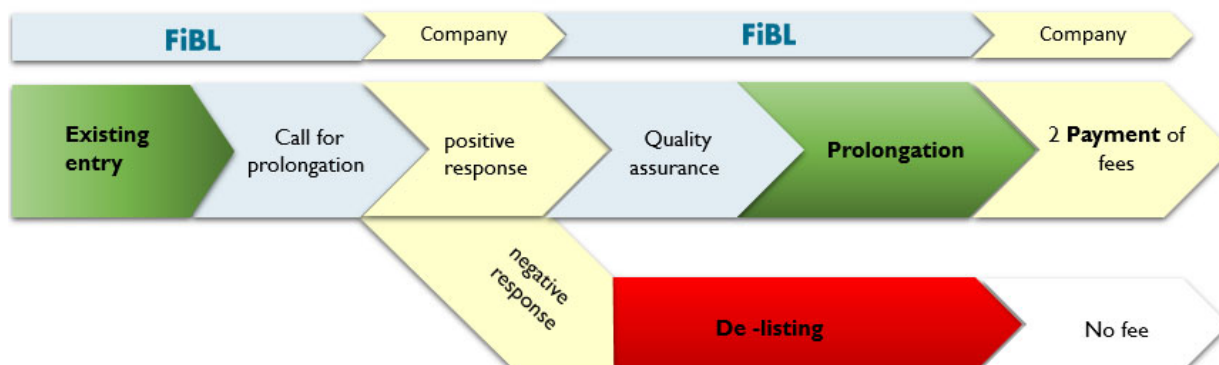 FiBL
Company
FiBL
Company
Existing
entry
Call for
prolongation
positive
response
Quality
assurance
Prolongation
2 Payment of
fees
negative
response
De -listing
No fee